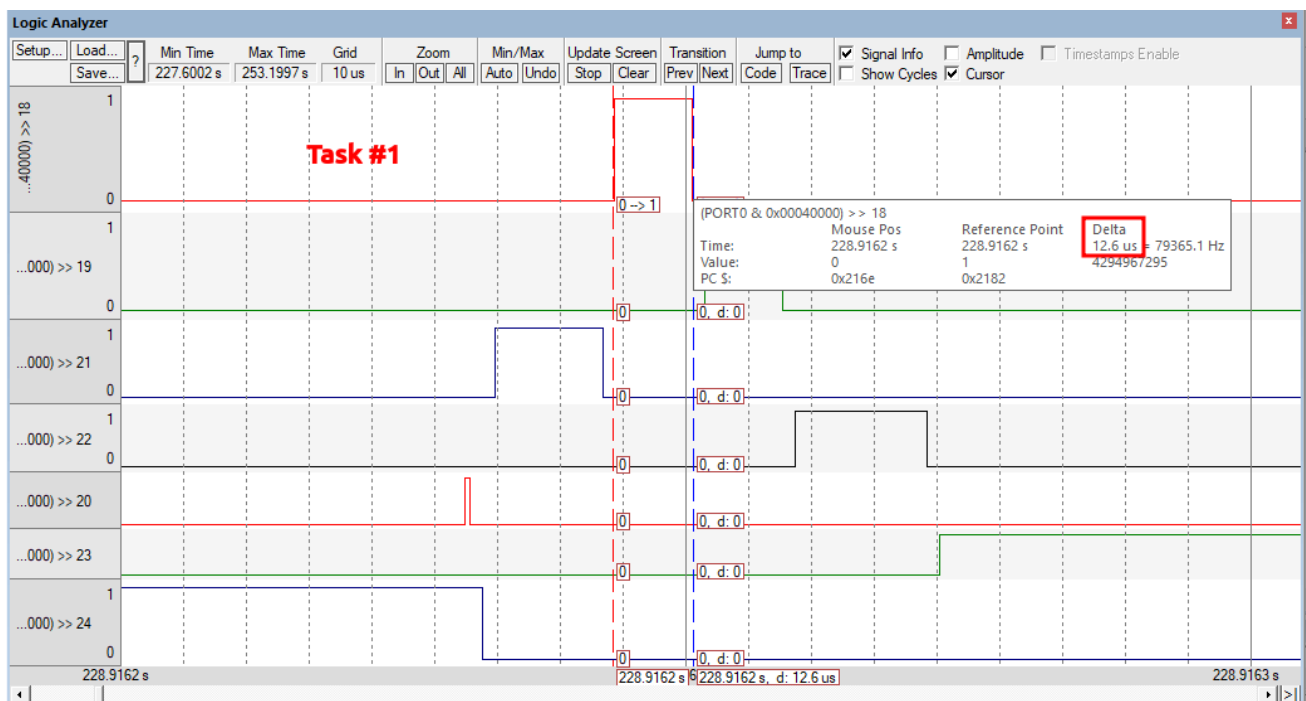 Logic Analyzer
Setup... Load... ? Min Time Max Time Grid Zoom Min/Max Update Screen Transition Jump to Signal Info Amplitude Timestamps Enable
Save... 227.6002 s 253.1997 s 10 us In Out All Auto Undo Stop Clear Prev Next Code Trace Show Cycles Cursor
1
...40000) >> 18
Task #1
0
0 --> 1
(PORT0 & 0x00040000) >> 18
Mouse Pos Reference Point Delta
Time: 228.9162 s 228.9162 s 12.6 us = 79365.1 Hz
Value: 0 1 4294967295
PC $: 0x216e 0x2182
1
...000) >> 19
0
0 0, d: 0
1
...000) >> 21
0
0 0, d: 0
1
...000) >> 22
0
0 0, d: 0
...000) >> 20
0 0, d: 0
...000) >> 23
0 0, d: 0
1
...000) >> 24
0
0 0, d: 0
228.9162 s 228.9162 s 6 228.9162 s, d: 12.6 us 228.9163 s